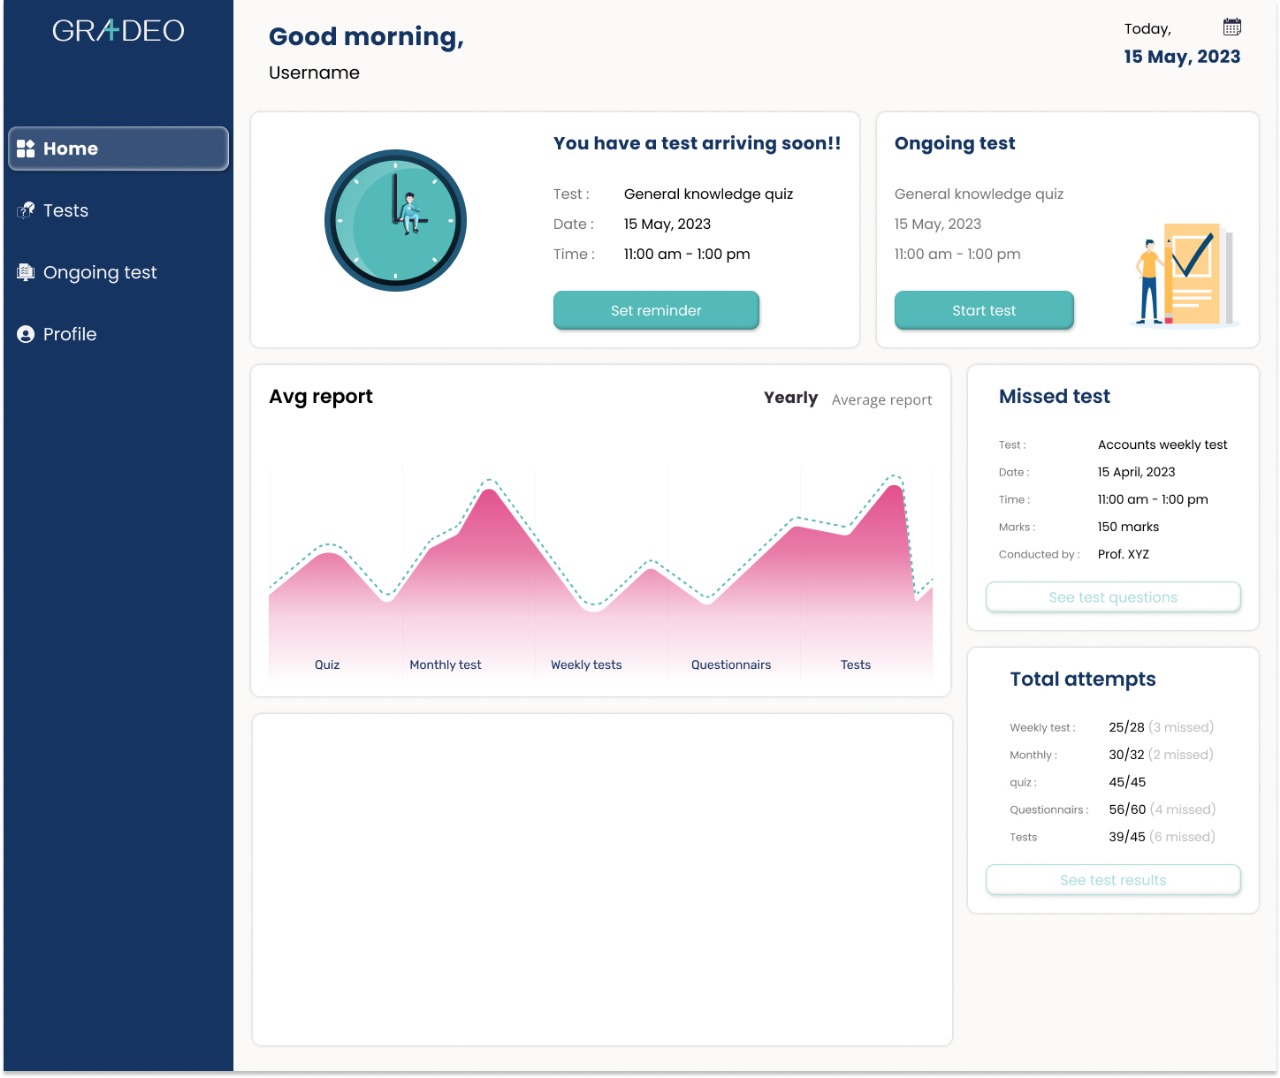 GRADEO
Home
Tests
Ongoing test
Profile
Good morning,
Username
Today,
15 May, 2023
You have a test arriving soon!!
Test : General knowledge quiz
Date : 15 May, 2023
Time : 11:00 am - 1:00 pm
Set reminder
Ongoing test
General knowledge quiz
15 May, 2023
11:00 am - 1:00 pm
Start test
Avg report
Yearly Average report
Quiz Monthly test Weekly tests Questionnairs Tests
Missed test
Test : Accounts weekly test
Date : 15 April, 2023
Time : 11:00 am - 1:00 pm
Marks : 150 marks
Conducted by : Prof. XYZ
See test questions
Total attempts
Weekly test : 25/28 (3 missed)
Monthly : 30/32 (2 missed)
quiz : 45/45
Questionnairs : 56/60 (4 missed)
Tests 39/45 (6 missed)
See test results